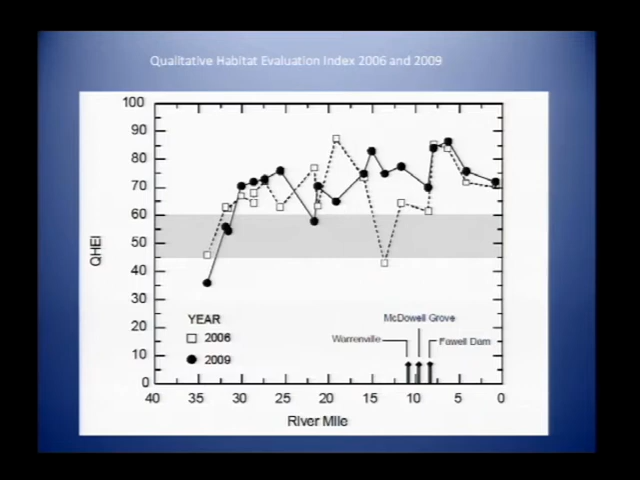 Qualitative Habitat Evaluation Index 2006 and 2009
100
90
80
70
60
50
40
30
20
10
0
QHEI
YEAR
2006
2009
McDowell Grove
Warrenville
Fawell Dam
40 35 30 25 20 15 10 5 0
River Mile